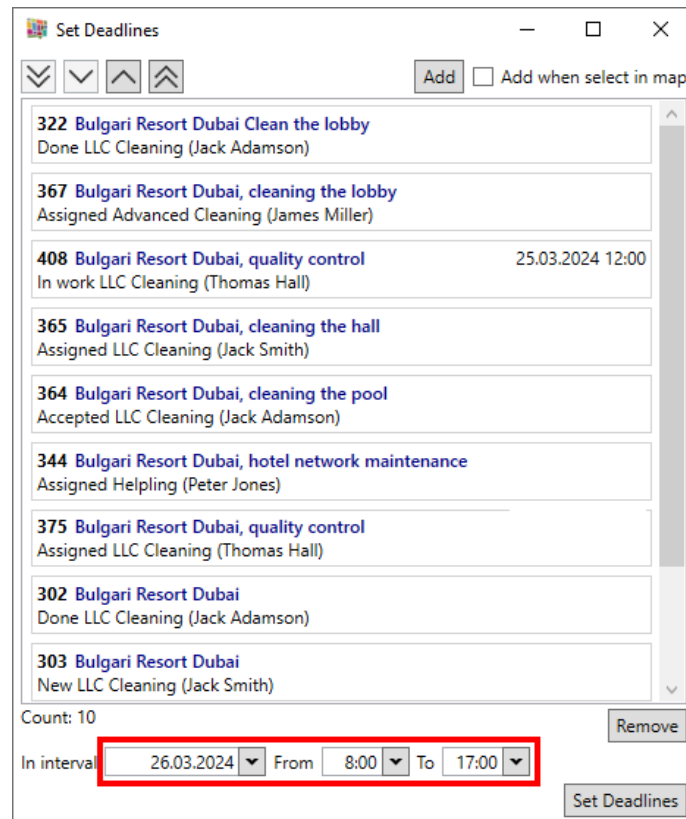 Set Deadlines
Add Add when select in map
322 Bulgari Resort Dubai Clean the lobby
Done LLC Cleaning (Jack Adamson)
367 Bulgari Resort Dubai, cleaning the lobby
Assigned Advanced Cleaning (James Miller)
408 Bulgari Resort Dubai, quality control 25.03.2024 12:00
In work LLC Cleaning (Thomas Hall)
365 Bulgari Resort Dubai, cleaning the hall
Assigned LLC Cleaning (Jack Smith)
364 Bulgari Resort Dubai, cleaning the pool
Accepted LLC Cleaning (Jack Adamson)
344 Bulgari Resort Dubai, hotel network maintenance
Assigned Helpling (Peter Jones)
375 Bulgari Resort Dubai, quality control
Assigned LLC Cleaning (Thomas Hall)
302 Bulgari Resort Dubai
Done LLC Cleaning (Jack Adamson)
303 Bulgari Resort Dubai
New LLC Cleaning (Jack Smith)
Count: 10
Remove
In interval 26.03.2024 From 8:00 To 17:00
Set Deadlines